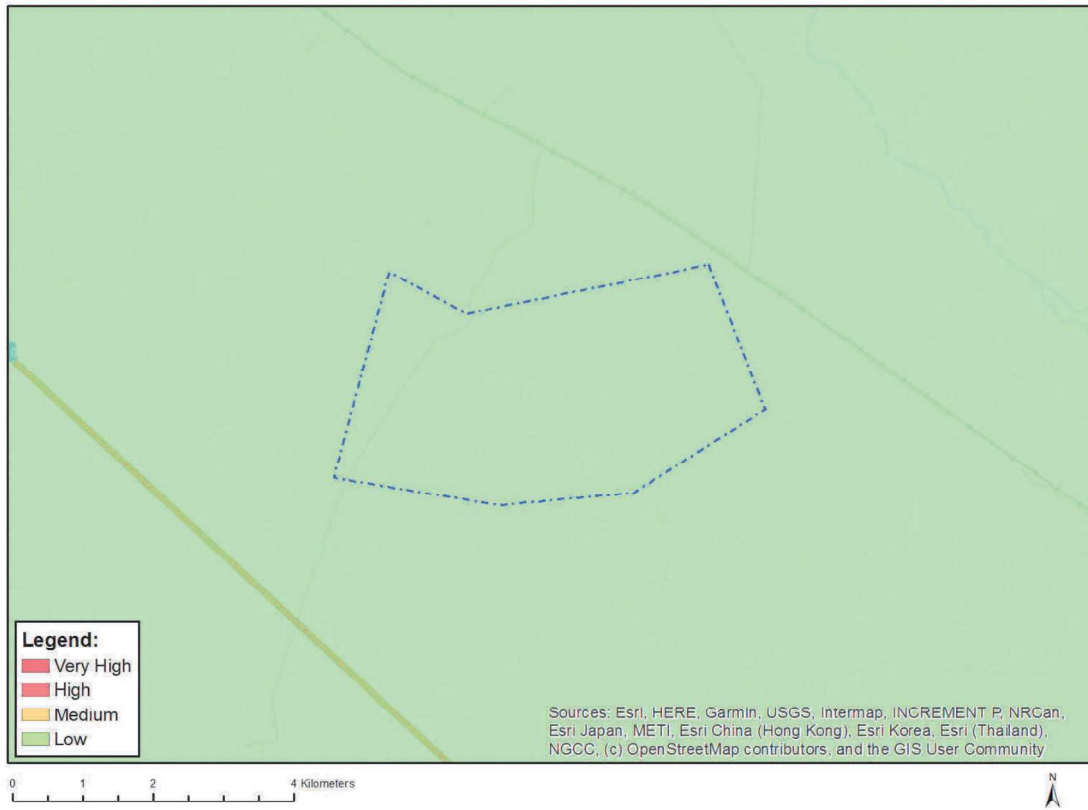 Legend:
Very High
High
Medium
Low
Sources: Esri, HERE, Garmin, USGS, Intermap, INCREMENT P, NRCan,
Esri Japan, METI, Esri China (Hong Kong), Esri Korea, Esri (Thailand),
NGCC, (c) OpenStreetMap contributors, and the GIS User Community
0 1 2 4 Kilometers
N